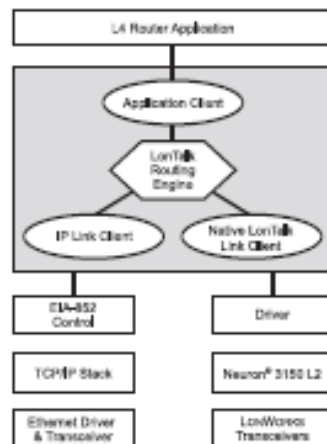 L4 Router Application
Application Client
LonTalk
Routing
Engine
IP Link Client
Native LonTalk
Link Client
EIA-852
Control
Driver
TCP/IP Stack
Neuron® 3150 L2
Ethernet Driver
& Transceiver
LonWorks
Transceivers